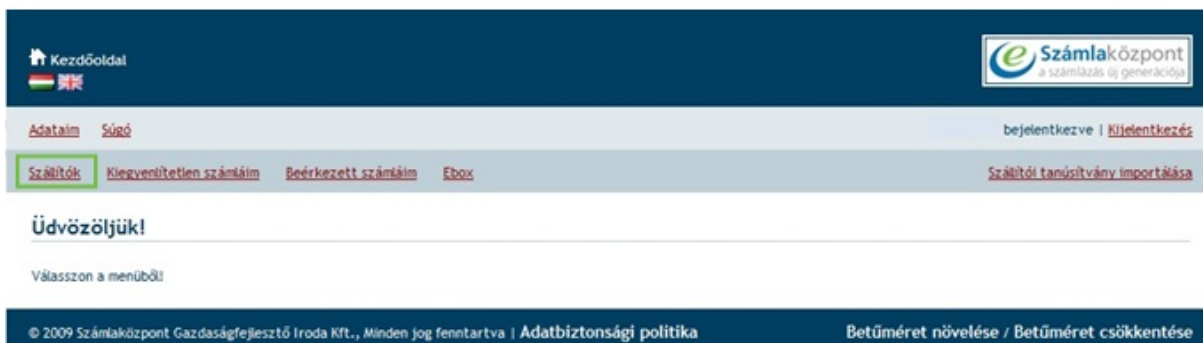 Kezdőoldal
e Számlaközpont
a számlázás új generációja
Adataim Súgó bejelentkezve | Kijelentkezés
Szállítók Kiegyenlítetlen számláim Beérkezett számláim Ebox Szállítói tanúsítvány importálása
Üdvözöljük!
Válasszon a menüből!
© 2009 Számlaközpont Gazdaságfejlesztő Iroda Kft., Minden jog fenntartva | Adatbiztonsági politika Betűméret növelése / Betűméret csökkentése